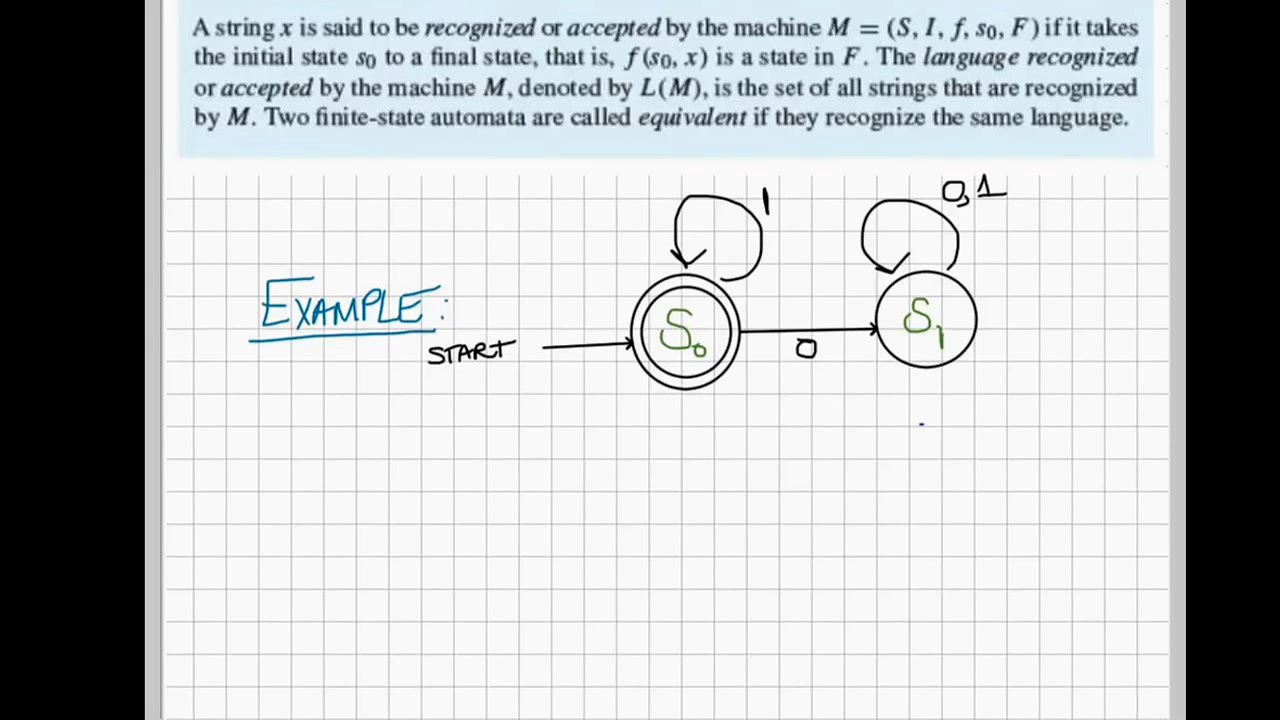 A string x is said to be recognized or accepted by the machine M = (S, I, f, s₀, F) if it takes
the initial state s₀ to a final state, that is, f(s₀, x) is a state in F. The language recognized
or accepted by the machine M, denoted by L(M), is the set of all strings that are recognized
by M. Two finite-state automata are called equivalent if they recognize the same language.
1
0,1
EXAMPLE:
START
S₀
0
S₁